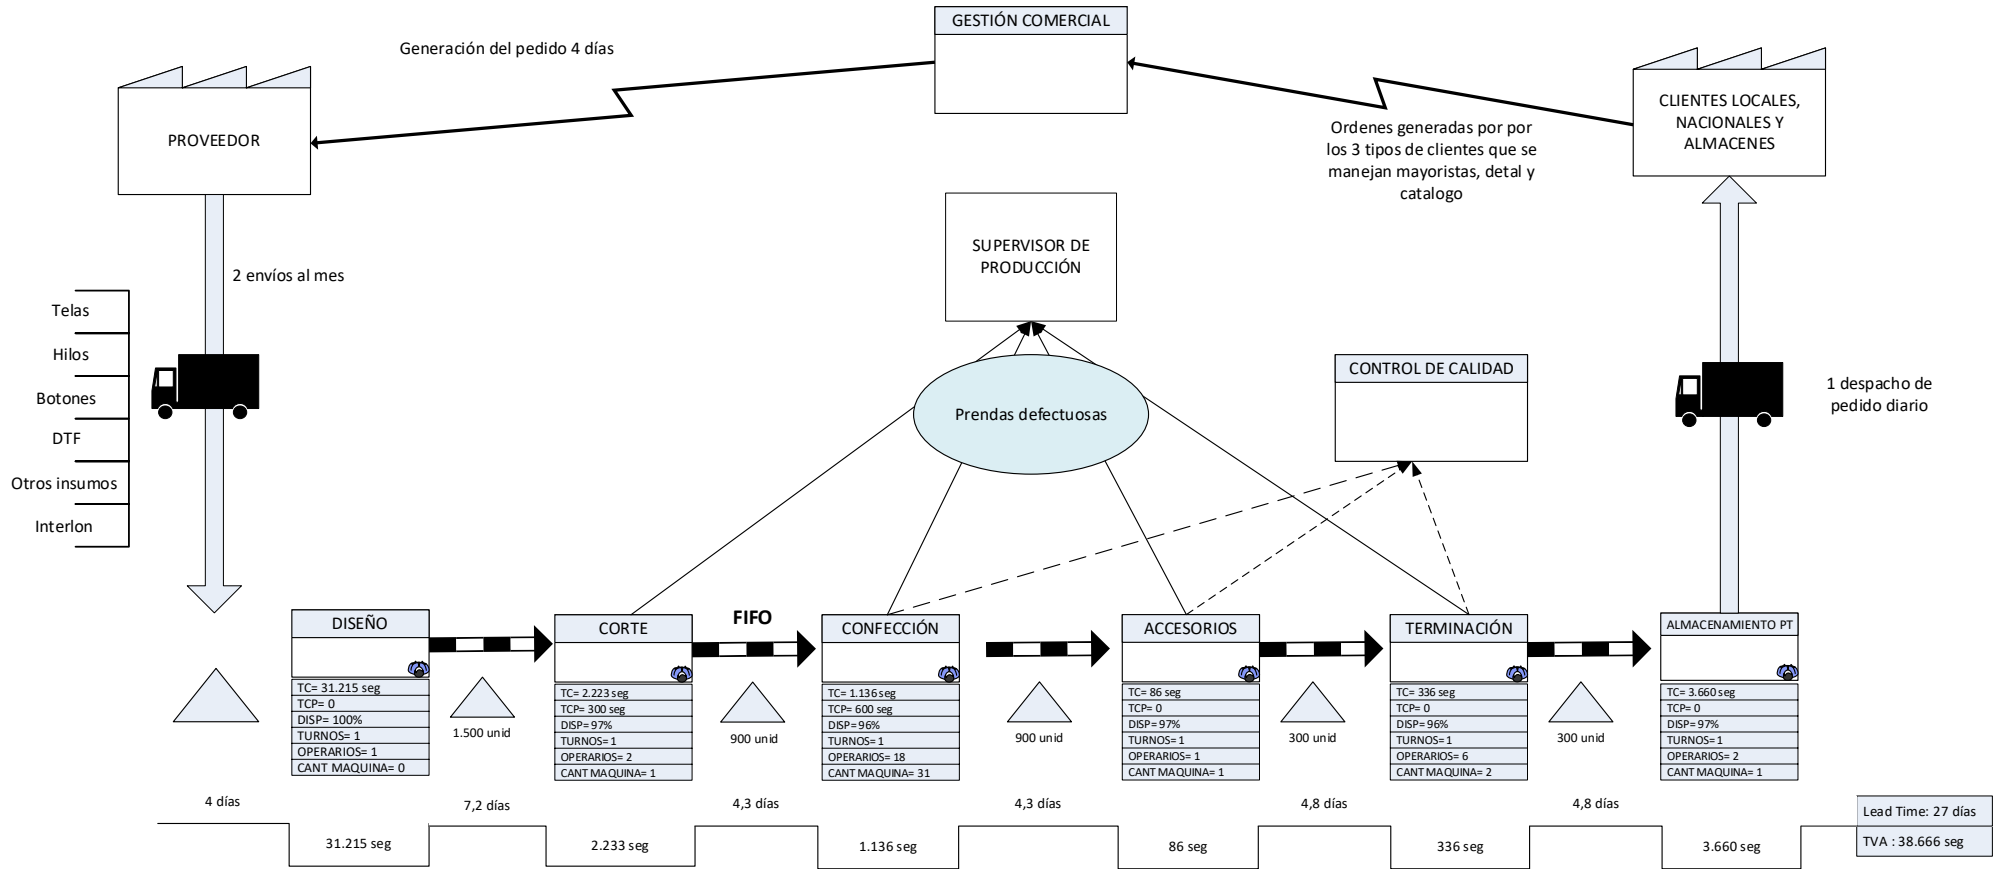 GESTIÓN COMERCIAL
Generación del pedido 4 días
PROVEEDOR
CLIENTES LOCALES,
NACIONALES Y
ALMACENES
Ordenes generadas por por
los 3 tipos de clientes que se
manejan mayoristas, detal y
catalogo
SUPERVISOR DE
PRODUCCIÓN
2 envíos al mes
Telas
Hilos
Botones
DTF
Otros insumos
Interlon
Prendas defectuosas
CONTROL DE CALIDAD
1 despacho de
pedido diario
DISEÑO
TC= 31.215 seg
TCP= 0
DISP= 100%
TURNOS= 1
OPERARIOS= 1
CANT MAQUINA= 0
1.500 unid
CORTE
TC= 2.223 seg
TCP= 300 seg
DISP= 97%
TURNOS= 1
OPERARIOS= 2
CANT MAQUINA= 1
FIFO
900 unid
CONFECCIÓN
TC= 1.136 seg
TCP= 600 seg
DISP= 96%
TURNOS= 1
OPERARIOS= 18
CANT MAQUINA= 31
900 unid
ACCESORIOS
TC= 86 seg
TCP= 0
DISP= 97%
TURNOS= 1
OPERARIOS= 1
CANT MAQUINA= 1
300 unid
TERMINACIÓN
TC= 336 seg
TCP= 0
DISP= 96%
TURNOS= 1
OPERARIOS= 6
CANT MAQUINA= 2
300 unid
ALMACENAMIENTO PT
TC= 3.660 seg
TCP= 0
DISP= 97%
TURNOS= 1
OPERARIOS= 2
CANT MAQUINA= 1
4 días
7,2 días
4,3 días
4,3 días
4,8 días
4,8 días
31.215 seg
2.233 seg
1.136 seg
86 seg
336 seg
3.660 seg
Lead Time: 27 días
TVA : 38.666 seg